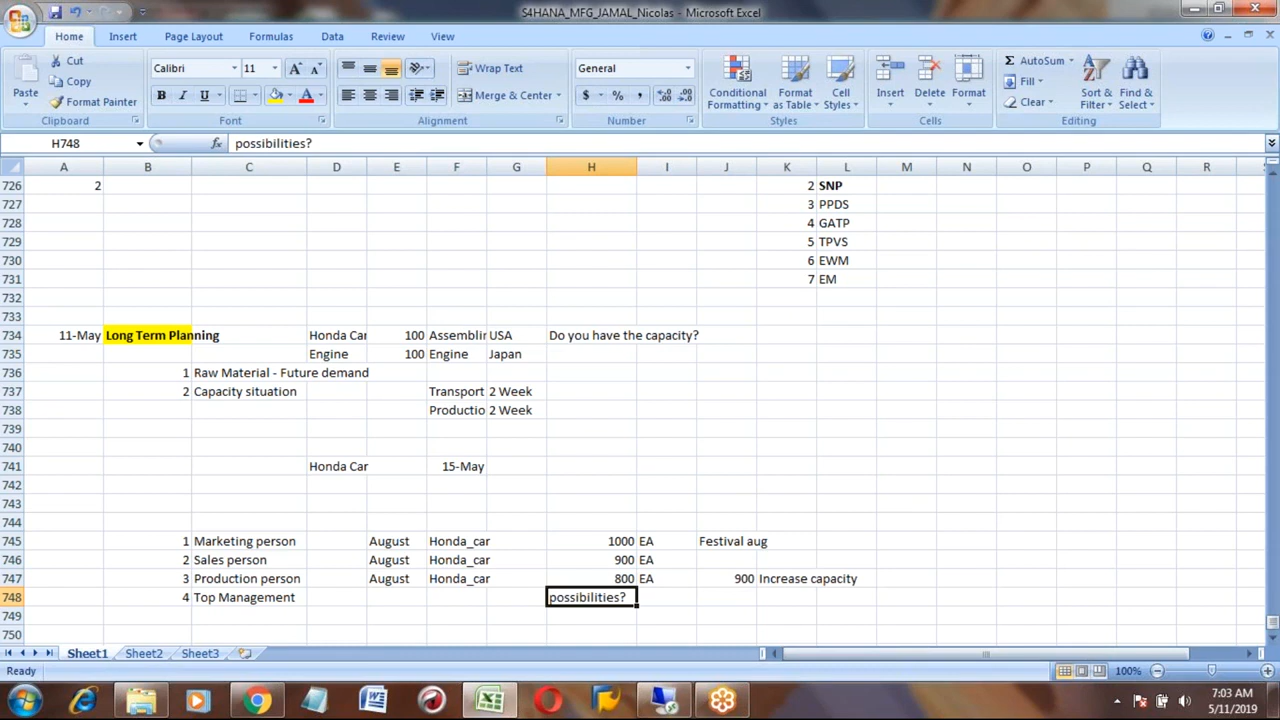 S4HANA_MFG_JAMAL_Nicolas - Microsoft Excel
Home Insert Page Layout Formulas Data Review View
Paste Cut Copy Format Painter Clipboard
Calibri 11 B I U A Font
Wrap Text Merge & Center Alignment
General $ % , Number
Conditional Formatting Format as Table Cell Styles Styles
Insert Delete Format Cells
AutoSum Fill Clear Sort & Filter Find & Select Editing
H748 fx possibilities?
A B C D E F G H I J K L M N O P Q R
726 2 2 SNP
727 3 PPDS
728 4 GATP
729 5 TPVS
730 6 EWM
731 7 EM
732
733
734 11-May Long Term Planning Honda Car 100 Assemblin USA Do you have the capacity?
735 Engine 100 Engine Japan
736 1 Raw Material - Future demand
737 2 Capacity situation Transport 2 Week
738 Productio 2 Week
739
740
741 Honda Car 15-May
742
743
744
745 1 Marketing person August Honda_car 1000 EA Festival aug
746 2 Sales person August Honda_car 900 EA
747 3 Production person August Honda_car 800 EA 900 Increase capacity
748 4 Top Management possibilities?
749
750
Sheet1 Sheet2 Sheet3
Ready 100%
7:03 AM
5/11/2019